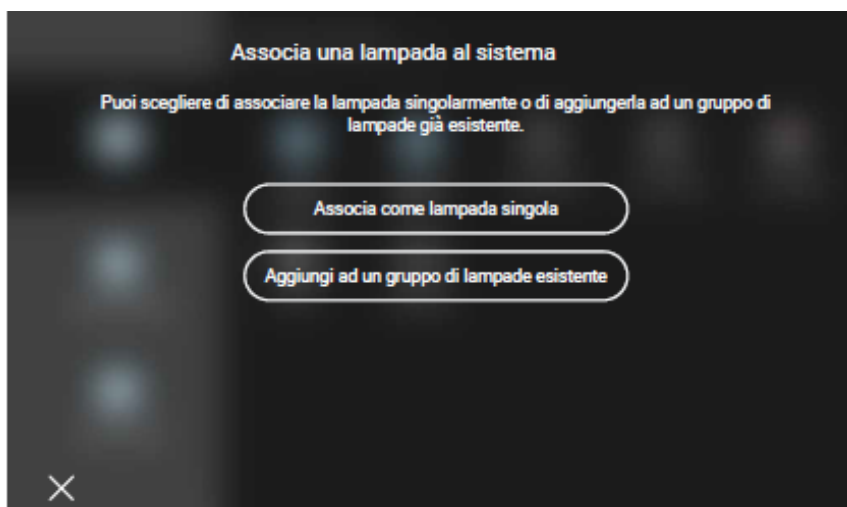 Associa una lampada al sistema
Puoi scegliere di associare la lampada singolarmente o di aggiungerla ad un gruppo di
lampade già esistente.
Associa come lampada singola
Aggiungi ad un gruppo di lampade esistente